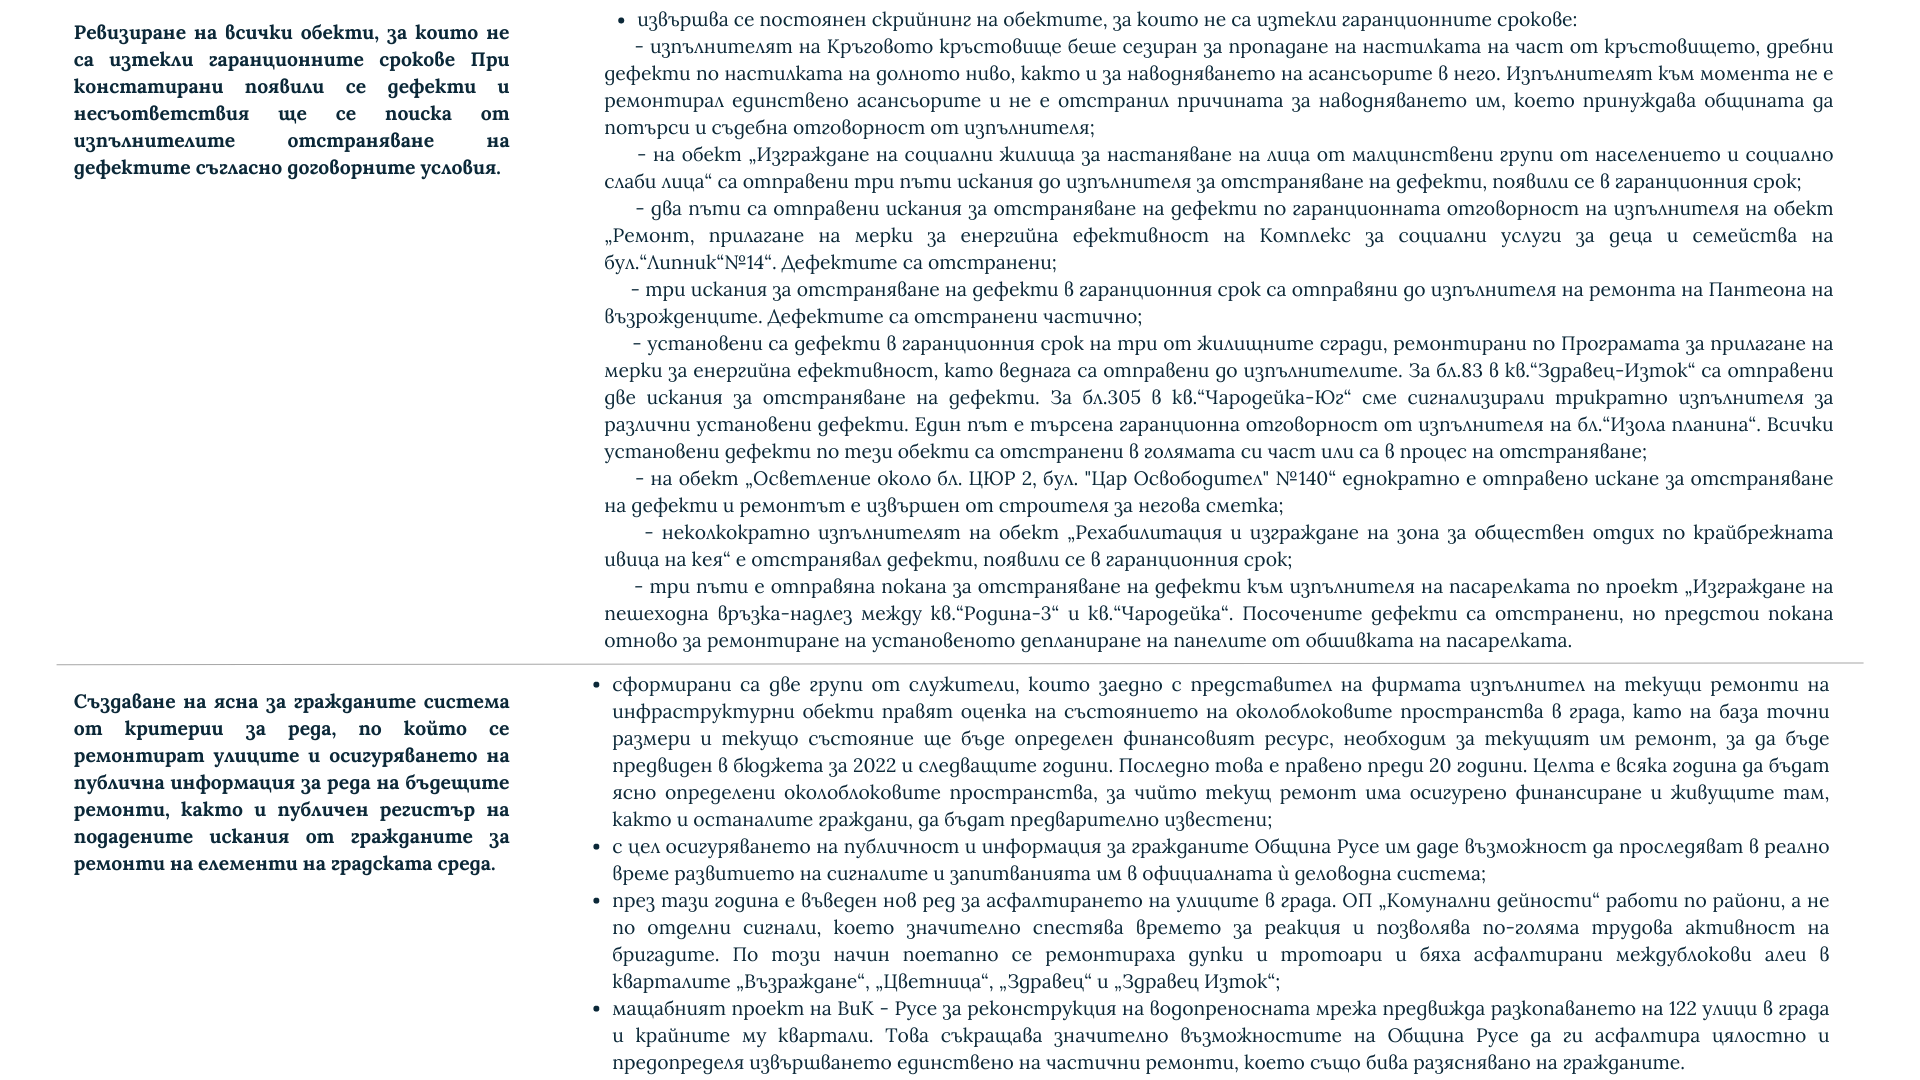 Ревизиране на всички обекти, за които не
са изтекли гаранционните срокове При
констатирани появили се дефекти и
несъответствия ще се поиска от
изпълнителите отстраняване на
дефектите съгласно договорните условия.
• извършва се постоянен скрийнинг на обектите, за които не са изтекли гаранционните срокове:
- изпълнителят на Кръговото кръстовище беше сезиран за пропадане на настилката на част от кръстовището, дребни
дефекти по настилката на долното ниво, както и за наводняването на асансьорите в него. Изпълнителят към момента не е
ремонтирал единствено асансьорите и не е отстранил причината за наводняването им, което принуждава общината да
потърси и съдебна отговорност от изпълнителя;
- на обект „Изграждане на социални жилища за настаняване на лица от малцинствени групи от населението и социално
слаби лица“ са отправени три пъти искания до изпълнителя за отстраняване на дефекти, появили се в гаранционния срок;
- два пъти са отправени искания за отстраняване на дефекти по гаранционната отговорност на изпълнителя на обект
„Ремонт, прилагане на мерки за енергийна ефективност на Комплекс за социални услуги за деца и семейства на
бул.“Липник“№14“. Дефектите са отстранени;
- три искания за отстраняване на дефекти в гаранционния срок са отправяни до изпълнителя на ремонта на Пантеона на
възрожденците. Дефектите са отстранени частично;
- установени са дефекти в гаранционния срок на три от жилищните сгради, ремонтирани по Програмата за прилагане на
мерки за енергийна ефективност, като веднага са отправени до изпълнителите. За бл.83 в кв.“Здравец-Изток“ са отправени
две искания за отстраняване на дефекти. За бл.305 в кв.“Чародейка-Юг“ сме сигнализирали трикратно изпълнителя за
различни установени дефекти. Един път е търсена гаранционна отговорност от изпълнителя на бл.“Изола планина“. Всички
установени дефекти по тези обекти са отстранени в голямата си част или са в процес на отстраняване;
- на обект „Осветление около бл. ЦЮР 2, бул. "Цар Освободител" №140“ еднократно е отправено искане за отстраняване
на дефекти и ремонтът е извършен от строителя за негова сметка;
- неколкократно изпълнителят на обект „Рехабилитация и изграждане на зона за обществен отдих по крайбрежната
ивица на кея“ е отстранявал дефекти, появили се в гаранционния срок;
- три пъти е отправяна покана за отстраняване на дефекти към изпълнителя на пасарелката по проект „Изграждане на
пешеходна връзка-надлез между кв.“Родина-3“ и кв.“Чародейка“. Посочените дефекти са отстранени, но предстои покана
отново за ремонтиране на установеното депланиране на панелите от обшивката на пасарелката.
Създаване на ясна за гражданите система
от критерии за реда, по който се
ремонтират улиците и осигуряването на
публична информация за реда на бъдещите
ремонти, както и публичен регистър на
подадените искания от гражданите за
ремонти на елементи на градската среда.
• сформирани са две групи от служители, които заедно с представител на фирмата изпълнител на текущи ремонти на
инфраструктурни обекти правят оценка на състоянието на околоблоковите пространства в града, като на база точни
размери и текущо състояние ще бъде определен финансовият ресурс, необходим за текущият им ремонт, за да бъде
предвиден в бюджета за 2022 и следващите години. Последно това е правено преди 20 години. Целта е всяка година да бъдат
ясно определени околоблоковите пространства, за чийто текущ ремонт има осигурено финансиране и живущите там,
както и останалите граждани, да бъдат предварително известени;
• с цел осигуряването на публичност и информация за гражданите Община Русе им даде възможност да проследяват в реално
време развитието на сигналите и запитванията им в официалната ѝ деловодна система;
• през тази година е въведен нов ред за асфалтирането на улиците в града. ОП „Комунални дейности“ работи по райони, а не
по отделни сигнали, което значително спестява времето за реакция и позволява по-голяма трудова активност на
бригадите. По този начин поетапно се ремонтираха дупки и тротоари и бяха асфалтирани междублокови алеи в
кварталите „Възраждане“, „Цветница“, „Здравец“ и „Здравец Изток“;
• мащабният проект на ВиК - Русе за реконструкция на водопреносната мрежа предвижда разкопаването на 122 улици в града
и крайните му квартали. Това съкращава значително възможностите на Община Русе да ги асфалтира цялостно и
предопределя извършването единствено на частични ремонти, което също бива разяснявано на гражданите.